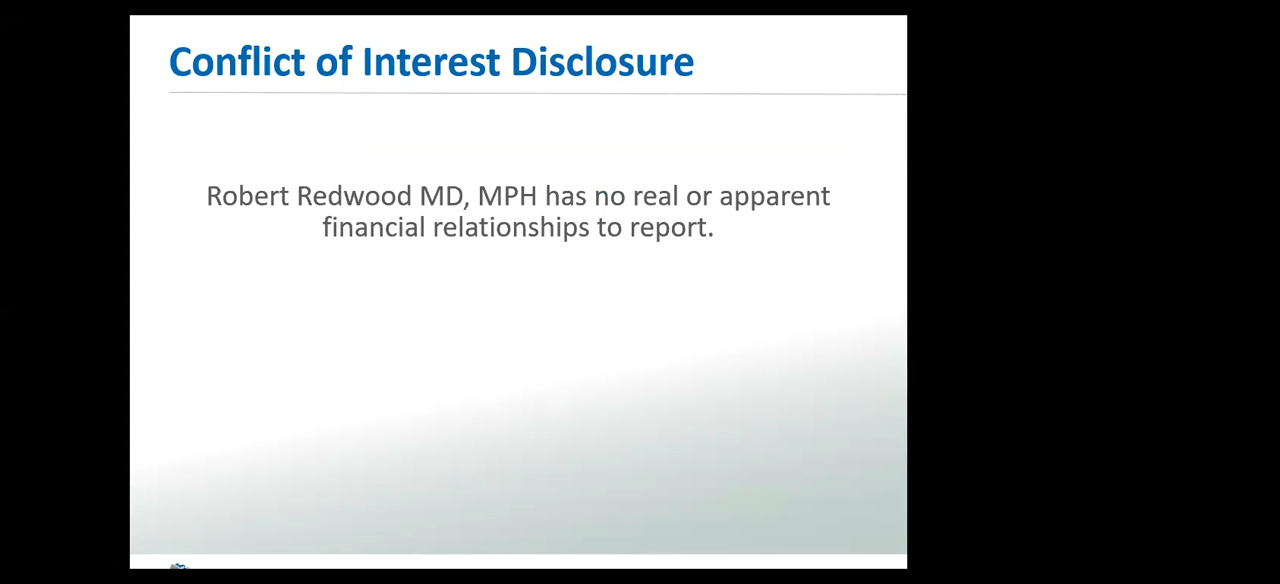 Conflict of Interest Disclosure
Robert Redwood MD, MPH has no real or apparent
financial relationships to report.